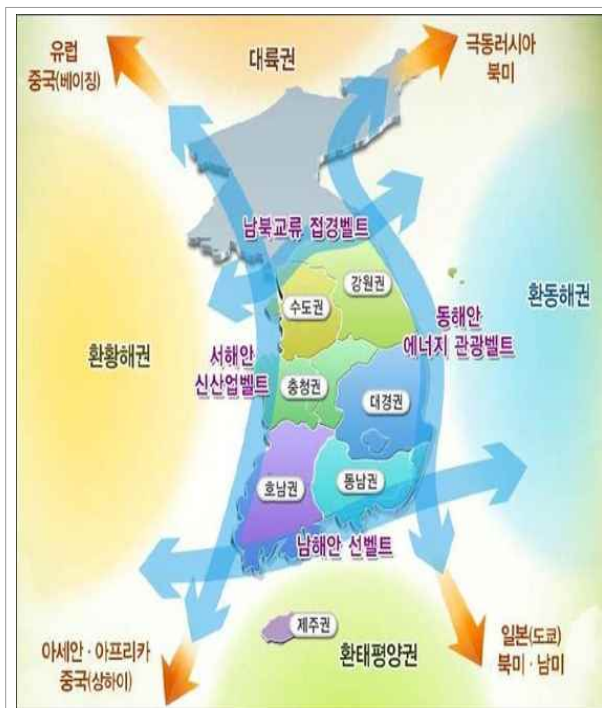 유럽
중국(베이징)
대륙권
극동러시아
북미
남북교류 접경벨트
강원권
수도권
환황해권
서해안
신산업벨트
충청권
동해안
에너지 관광벨트
환동해권
대경권
호남권
동남권
남해안 선벨트
제주권
환태평양권
아세안·아프리카
중국(상하이)
일본(도쿄)
북미·남미